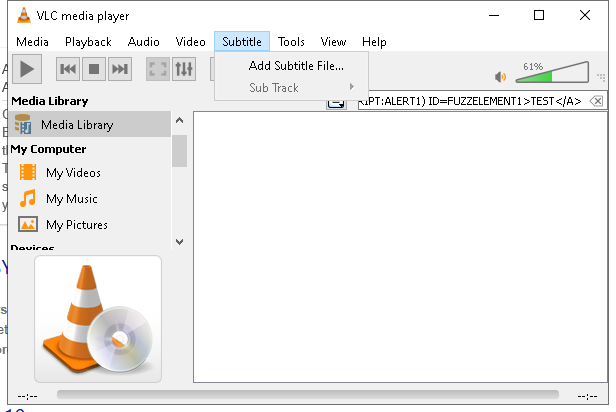 VLC media player
Media Playback Audio Video Subtitle Tools View Help
Add Subtitle File...
Sub Track
61%
Media Library
RIPT:ALERT1) ID=FUZZELEMENT1>TEST</A>
Media Library
My Computer
My Videos
My Music
My Pictures
Devices
--:--
--:--